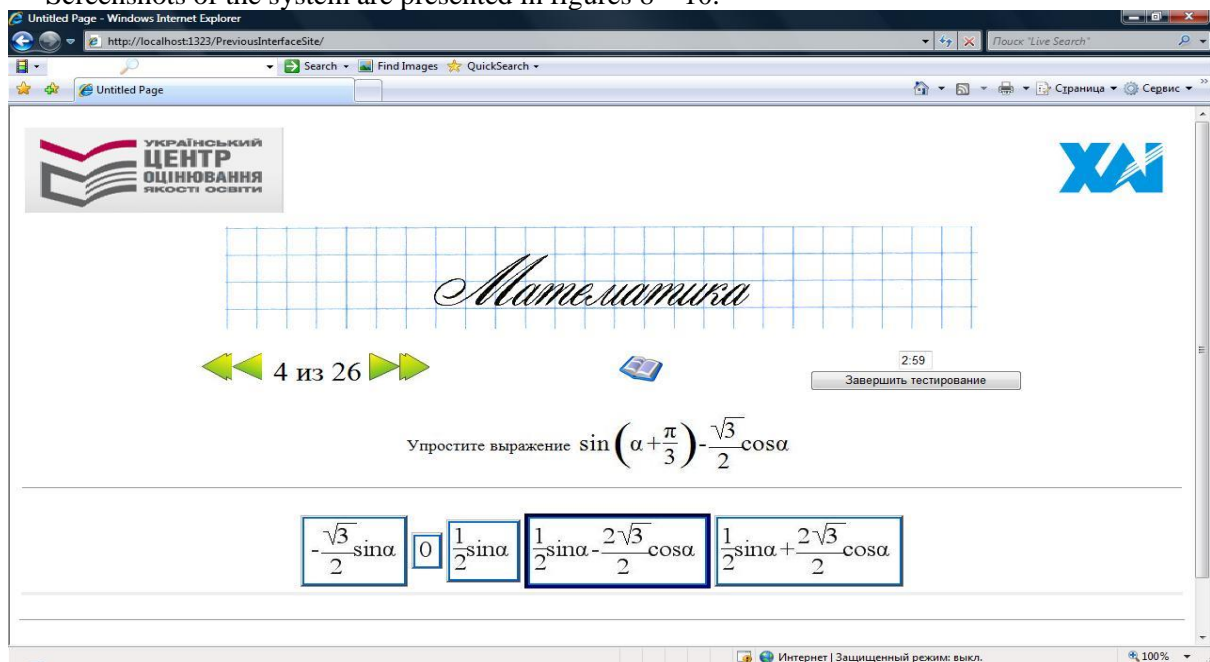 Screenshots of the system are presented in figures 8 – 10.
Untitled Page - Windows Internet Explorer
http://localhost:1323/PreviousInterfaceSite/
Поиск "Live Search"
Search
Find Images
QuickSearch
Untitled Page
Страница
Сервис
УКРАЇНСЬКИЙ
ЦЕНТР
ОЦІНЮВАННЯ
ЯКОСТІ ОСВІТИ
ХАІ
Математика
4 из 26
2:59
Завершить тестирование
Упростите выражение sin(α+π/3)-√3/2cosα
-√3/2sinα
0
1/2sinα
1/2sinα-2√3/2cosα
1/2sinα+2√3/2cosα
Интернет | Защищенный режим: выкл.
100%